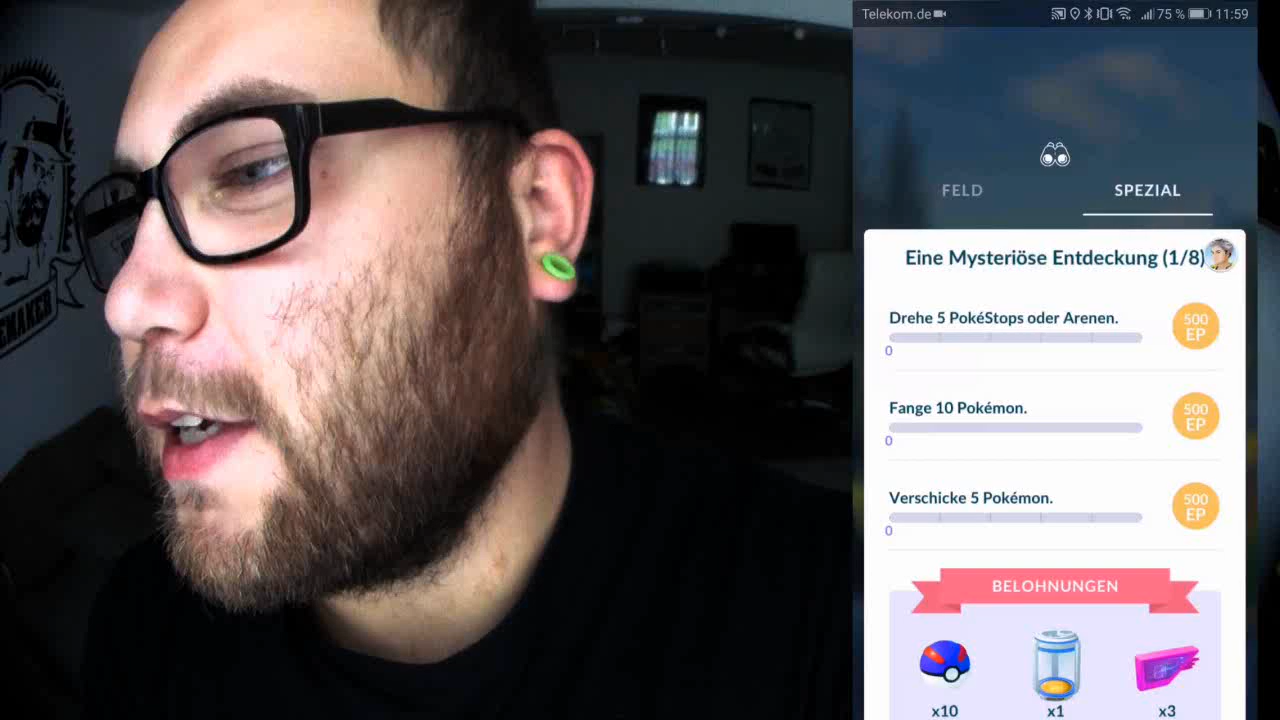 Telekom.de
75 % 11:59
FELD
SPEZIAL
Eine Mysteriöse Entdeckung (1/8)
Drehe 5 PokéStops oder Arenen.
500
EP
0
Fange 10 Pokémon.
500
EP
0
Verschicke 5 Pokémon.
500
EP
0
BELOHNUNGEN
x10
x1
x3